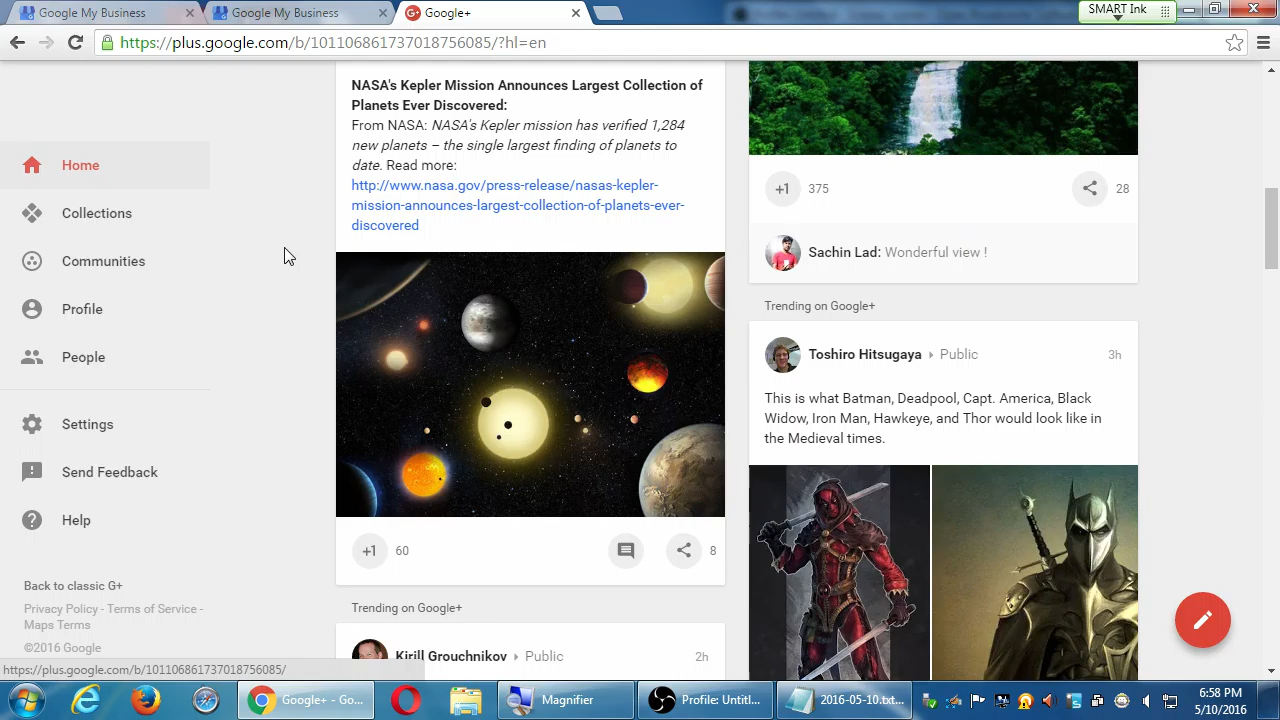 Google My Business
Google My Business
Google+
SMART Ink
https://plus.google.com/b/101106861737018756085/?hl=en
Home
Collections
Communities
Profile
People
Settings
Send Feedback
Help
Back to classic G+
Privacy Policy - Terms of Service -
Maps Terms
©2016 Google
https://plus.google.com/b/101106861737018756085/
NASA's Kepler Mission Announces Largest Collection of
Planets Ever Discovered:
From NASA: NASA's Kepler mission has verified 1,284
new planets – the single largest finding of planets to
date. Read more:
http://www.nasa.gov/press-release/nasas-kepler-
mission-announces-largest-collection-of-planets-ever-
discovered
+1 60 8
Trending on Google+
Kirill Grouchnikov Public 2h
+1 375 28
Sachin Lad: Wonderful view !
Trending on Google+
Toshiro Hitsugaya Public 3h
This is what Batman, Deadpool, Capt. America, Black
Widow, Iron Man, Hawkeye, and Thor would look like in
the Medieval times.
Google+ - Go...
Magnifier
Profile: Untitl...
2016-05-10.txt...
6:58 PM
5/10/2016